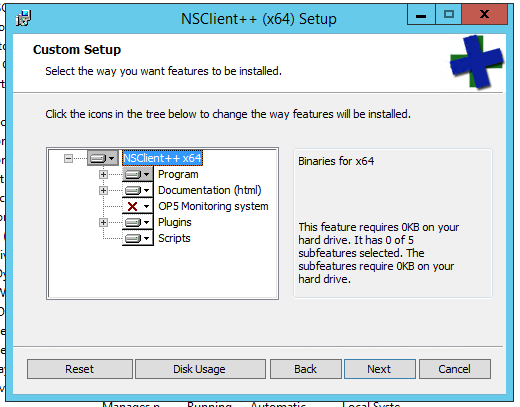 NSClient++ (x64) Setup
Custom Setup
Select the way you want features to be installed.
Click the icons in the tree below to change the way features will be installed.
NSClient++ x64
Program
Documentation (html)
OP5 Monitoring system
Plugins
Scripts
Binaries for x64
This feature requires 0KB on your
hard drive. It has 0 of 5
subfeatures selected. The
subfeatures require 0KB on your
hard drive.
Reset
Disk Usage
Back
Next
Cancel
Running
Automatic